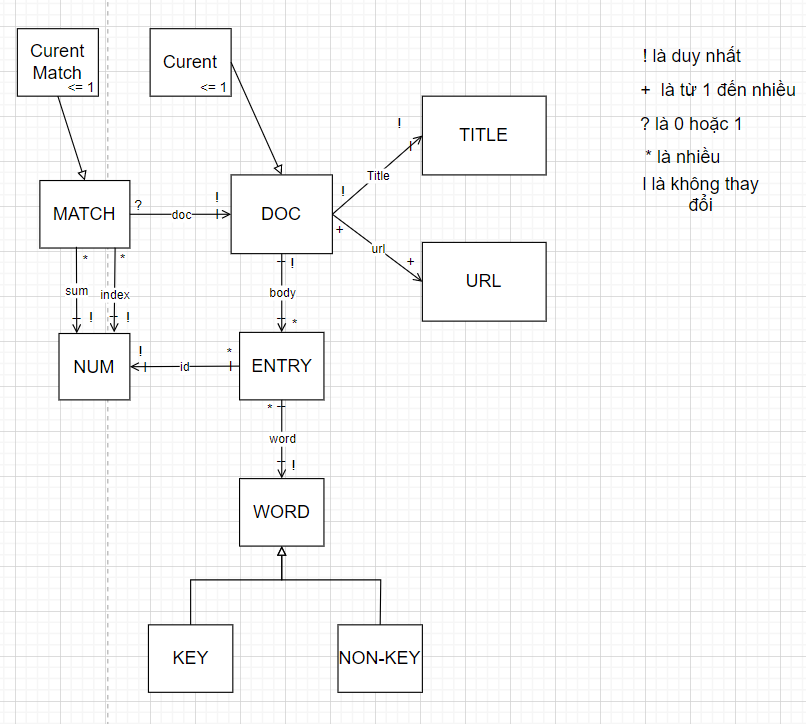 Curent
Match
<= 1
Curent
<= 1
! là duy nhất
+ là từ 1 đến nhiều
? là 0 hoặc 1
* là nhiều
I là không thay
đổi
TITLE
!
!
Title
MATCH
?
doc
!
DOC
+
url
+
URL
*
*
sum
index
!
!
!
body
*
NUM
!
id
*
ENTRY
*
word
!
WORD
KEY
NON-KEY